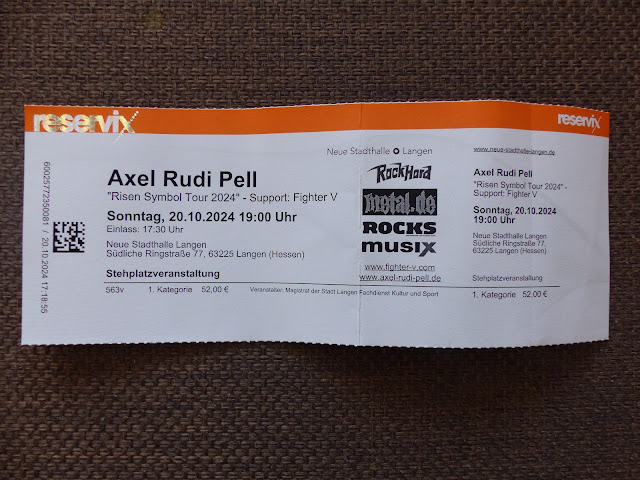 reservix
reservix
6002577235008 1 / 20.10.2024 17:18:55
Neue Stadthalle Langen
Axel Rudi Pell
"Risen Symbol Tour 2024" - Support: Fighter V
Sonntag, 20.10.2024 19:00 Uhr
Einlass: 17:30 Uhr
Neue Stadthalle Langen
Südliche Ringstraße 77, 63225 Langen (Hessen)
Stehplatzveranstaltung
563v 1. Kategorie 52,00 € Veranstalter: Magistrat der Stadt Langen Fachdienst Kultur und Sport
RockHard
metal.de
ROCKS
musix
www.fighter-v.com
www.axel-rudi-pell.de
www.neue-stadthalle-langen.de
Axel Rudi Pell
"Risen Symbol Tour 2024" -
Support: Fighter V
Sonntag, 20.10.2024
19:00 Uhr
Neue Stadthalle Langen
Südliche Ringstraße 77,
63225 Langen (Hessen)
Stehplatzveranstaltung
1. Kategorie 52,00 €